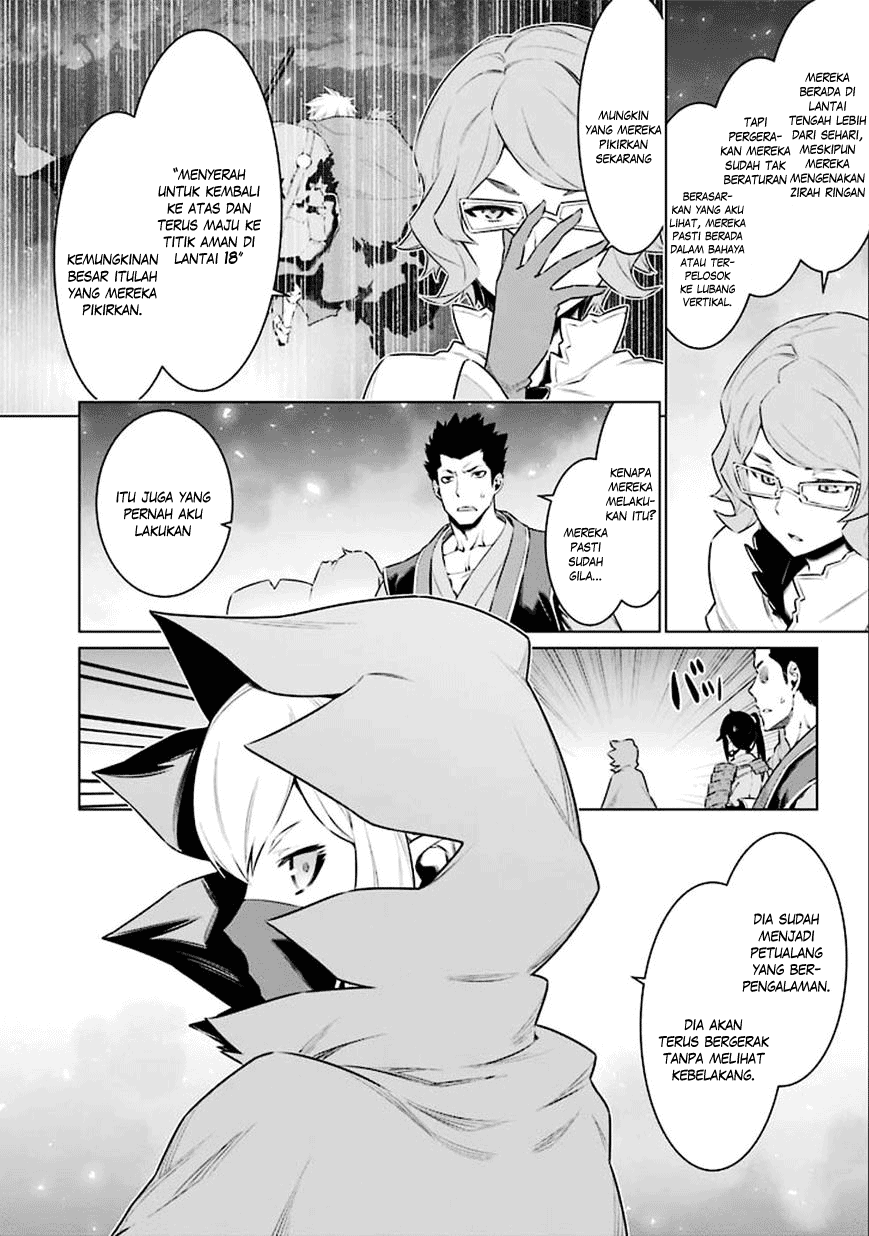 MEREKA
BERADA DI
LANTAI
TENGAH LEBIH
DARI SEHARI,
MESKIPUN
MEREKA
MENGENAKAN
ZIRAH RINGAN
TAPI
PERGERA-
KAN MEREKA
SUDAH TAK
BERATURAN
BERASAR-
KAN YANG AKU
LIHAT, MEREKA
PASTI BERADA
DALAM BAHAYA
ATAU TER-
PELOSOK
KE LUBANG
VERTIKAL.
MUNGKIN
YANG MEREKA
PIKIRKAN
SEKARANG
"MENYERAH
UNTUK KEMBALI
KE ATAS DAN
TERUS MAJU KE
TITIK AMAN DI
LANTAI 18"
KEMUNGKINAN
BESAR ITULAH
YANG MEREKA
PIKIRKAN.
KENAPA
MEREKA
MELAKU-
KAN ITU?
MEREKA
PASTI
SUDAH
GILA...
ITU JUGA YANG
PERNAH AKU
LAKUKAN
バッ
DIA SUDAH
MENJADI
PETUALANG
YANG BER-
PENGALAMAN.
DIA AKAN
TERUS BERGERAK
TANPA MELIHAT
KEBELAKANG.